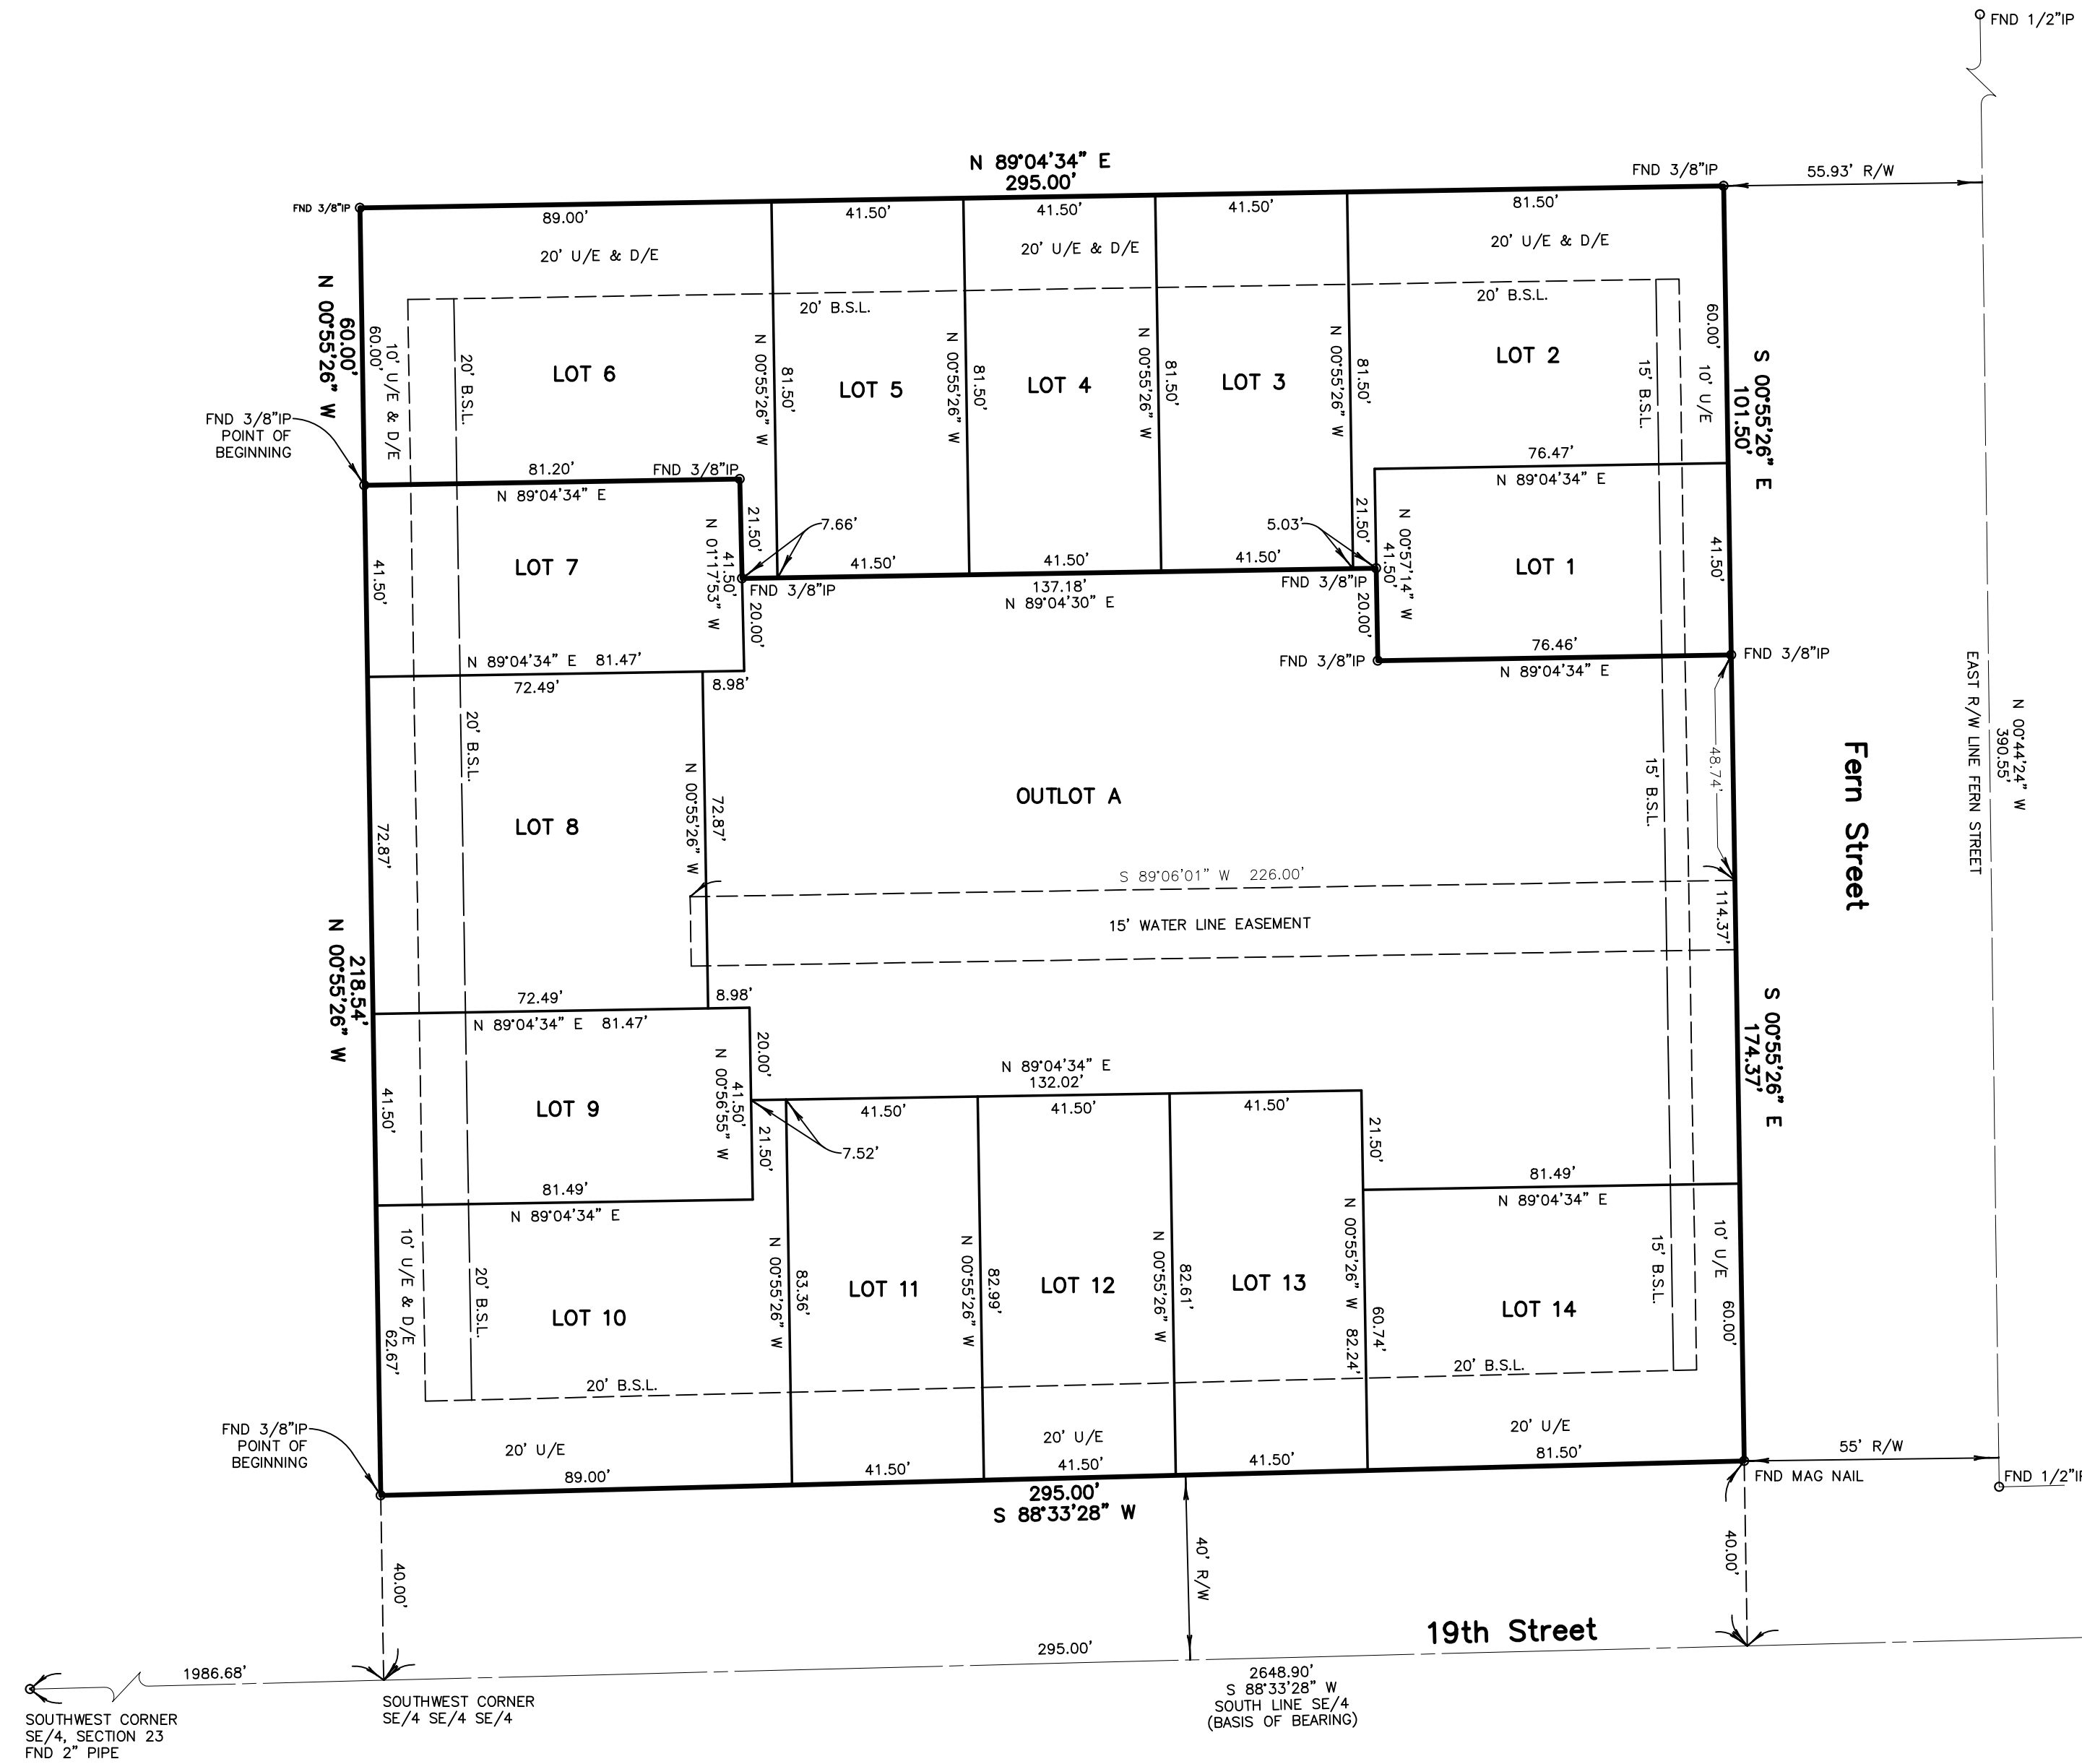 FND 1/2"IP
N 89°04'34" E
295.00'
FND 3/8"IP
55.93' R/W
FND 3/8"IP
89.00'
41.50'
41.50'
41.50'
81.50'
20' U/E & D/E
20' U/E & D/E
20' U/E & D/E
20' B.S.L.
20' B.S.L.
N 00°55'26" W
60.00'
60.00'
10' U/E & D/E
20' B.S.L.
LOT 6
N 00°55'26" W
81.50'
LOT 5
N 00°55'26" W
81.50'
LOT 4
N 00°55'26" W
81.50'
LOT 3
N 00°55'26" W
81.50'
LOT 2
15' B.S.L.
10' U/E
60.00'
S 00°55'26" E
101.50'
FND 3/8"IP
POINT OF
BEGINNING
81.20'
FND 3/8"IP
N 89°04'34" E
76.47'
N 89°04'34" E
LOT 7
41.50'
N 01°17'53" W
41.50'
21.50'
20.00'
7.66'
41.50'
41.50'
41.50'
5.03'
21.50'
20.00'
41.50'
N 00°57'14" W
LOT 1
41.50'
FND 3/8"IP
137.18'
N 89°04'30" E
FND 3/8"IP
N 89°04'34" E 81.47'
72.49'
8.98'
76.46'
FND 3/8"IP
FND 3/8"IP
N 89°04'34" E
EAST R/W LINE FERN STREET
N 00°44'24" W
390.55'
Fern Street
20' B.S.L.
LOT 8
72.87'
N 00°55'26" W
72.87'
OUTLOT A
15' B.S.L.
48.74'
S 89°06'01" W 226.00'
15' WATER LINE EASEMENT
114.37'
N 00°55'26" W
218.54'
S 00°55'26" E
174.37'
72.49'
8.98'
N 89°04'34" E 81.47'
20.00'
N 89°04'34" E
132.02'
LOT 9
41.50'
N 00°56'55" W
41.50'
21.50'
7.52'
41.50'
41.50'
41.50'
21.50'
81.49'
N 89°04'34" E
81.49'
N 89°04'34" E
10' U/E & D/E
62.67'
20' B.S.L.
LOT 10
N 00°55'26" W
83.36'
LOT 11
N 00°55'26" W
82.99'
LOT 12
N 00°55'26" W
82.61'
LOT 13
N 00°55'26" W 82.24'
60.74'
LOT 14
15' B.S.L.
10' U/E
60.00'
20' B.S.L.
20' B.S.L.
FND 3/8"IP
POINT OF
BEGINNING
20' U/E
20' U/E
20' U/E
89.00'
41.50'
41.50'
41.50'
81.50'
55' R/W
FND MAG NAIL
FND 1/2"IP
295.00'
S 88°33'28" W
40.00'
40' R/W
40.00'
19th Street
1986.68'
295.00'
2648.90'
S 88°33'28" W
SOUTH LINE SE/4
(BASIS OF BEARING)
SOUTHWEST CORNER
SE/4 SE/4 SE/4
SOUTHWEST CORNER
SE/4, SECTION 23
FND 2" PIPE